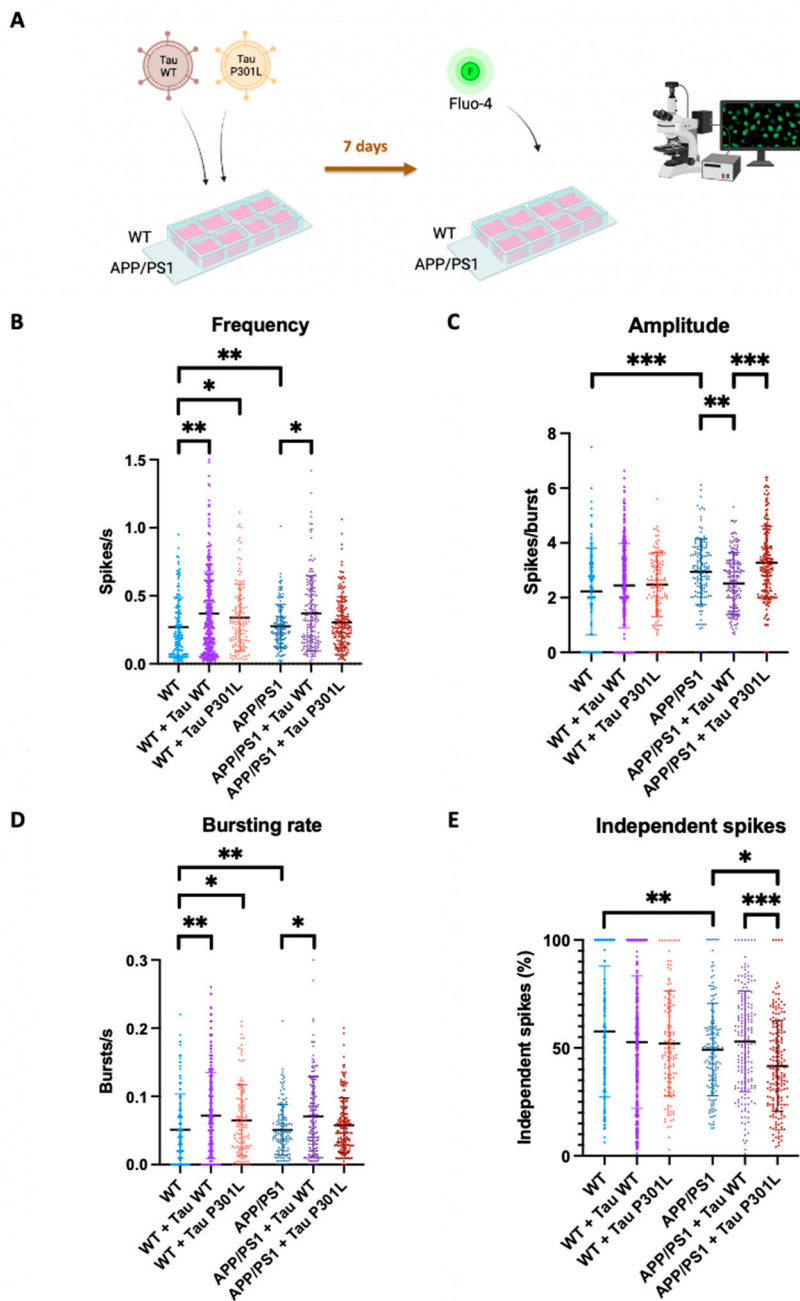 A
Tau
WT
Tau
P301L
F
Fluo-4
7 days
WT
APP/PS1
WT
APP/PS1
B
Frequency
**
*
**
*
Spikes/s
1.5
1.0
0.5
0.0
WT
WT + Tau WT
WT + Tau P301L
APP/PS1
APP/PS1 + Tau WT
APP/PS1 + Tau P301L
C
Amplitude
***
***
**
Spikes/burst
8
6
4
2
0
WT
WT + Tau WT
WT + Tau P301L
APP/PS1
APP/PS1 + Tau WT
APP/PS1 + Tau P301L
D
Bursting rate
**
*
**
*
Bursts/s
0.3
0.2
0.1
0.0
WT
WT + Tau WT
WT + Tau P301L
APP/PS1
APP/PS1 + Tau WT
APP/PS1 + Tau P301L
E
Independent spikes
*
**
***
Independent spikes (%)
100
50
0
WT
WT + Tau WT
WT + Tau P301L
APP/PS1
APP/PS1 + Tau WT
APP/PS1 + Tau P301L